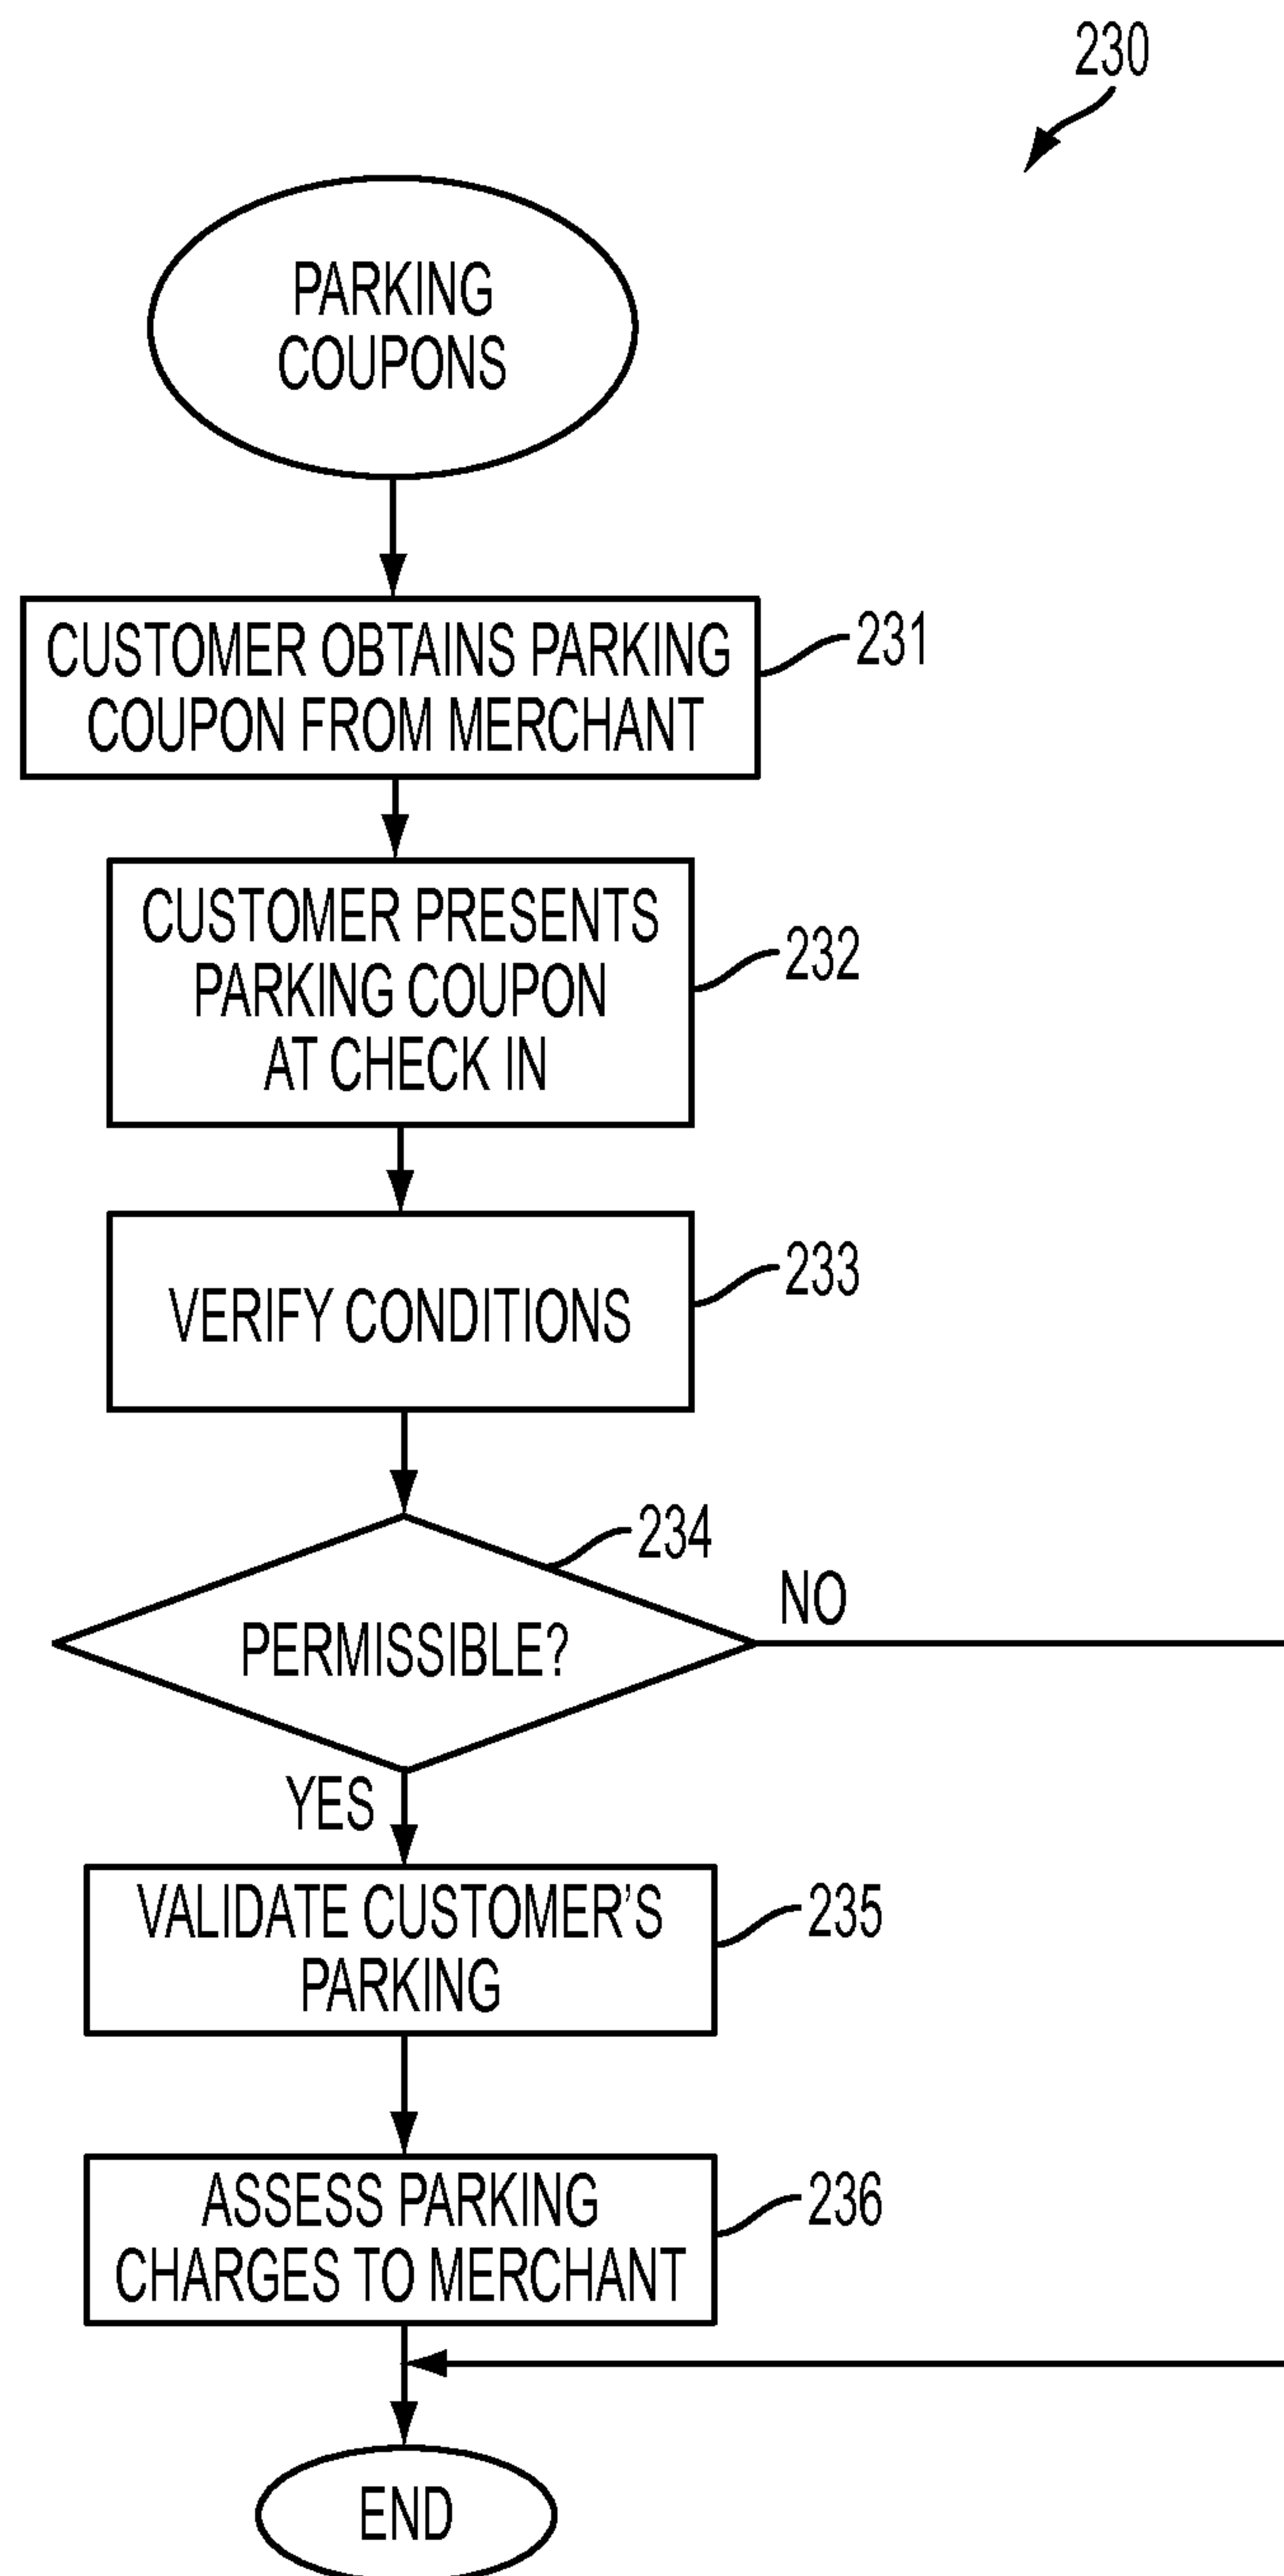 230
PARKING
COUPONS
CUSTOMER OBTAINS PARKING
COUPON FROM MERCHANT
231
CUSTOMER PRESENTS
PARKING COUPON
AT CHECK IN
232
VERIFY CONDITIONS
233
234
PERMISSIBLE?
NO
YES
VALIDATE CUSTOMER'S
PARKING
235
ASSESS PARKING
CHARGES TO MERCHANT
236
END